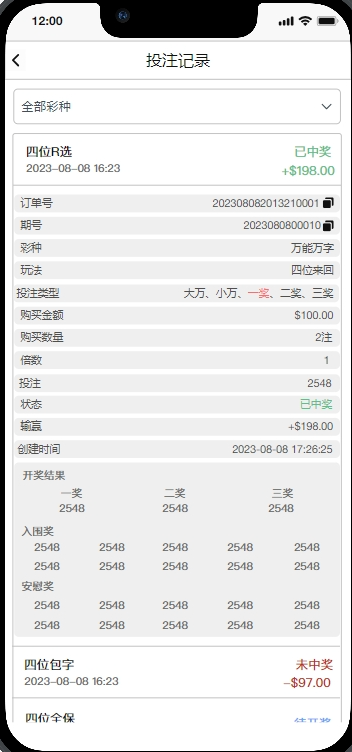 12:00
投注记录
全部彩种
四位R选 已中奖
2023-08-08 16:23 +$198.00
订单号 202308082013210001
期号 2023080800010
彩种 万能万字
玩法 四位来回
投注类型 大万、小万、一奖、二奖、三奖
购买金额 $100.00
购买数量 2注
倍数 1
投注 2548
状态 已中奖
输赢 +$198.00
创建时间 2023-08-08 17:26:25
开奖结果
一奖 二奖 三奖
2548 2548 2548
入围奖
2548 2548 2548 2548 2548
2548 2548 2548 2548 2548
安慰奖
2548 2548 2548 2548 2548
2548 2548 2548 2548 2548
四位包字 未中奖
2023-08-08 16:23 -$97.00
四位全保 待开奖